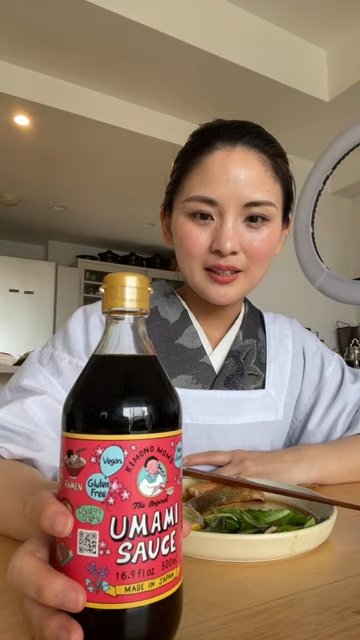 KIMONO MOM'S
Vegan
Gluten
Free
RAMEN
The Original
UMAMI
SAUCE
16.9 fl oz 500ml
MADE IN JAPAN